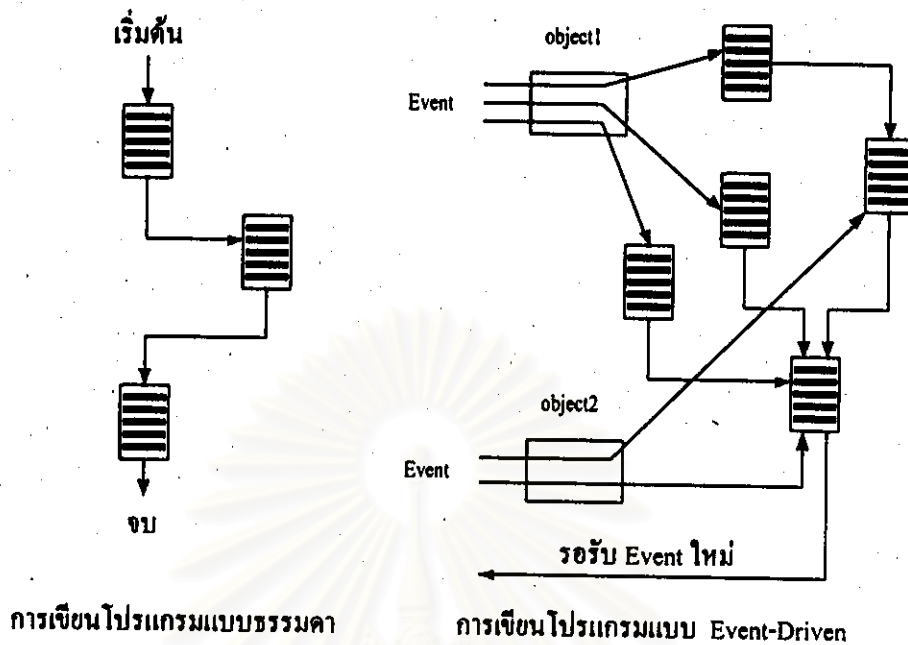 เริ่มต้น
จบ
การเขียนโปรแกรมแบบธรรมดา
object1
Event
object2
Event
รอรับ Event ใหม่
การเขียนโปรแกรมแบบ Event-Driven